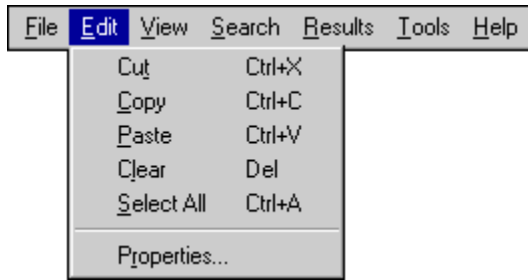 File Edit View Search Results Tools Help
Cut Ctrl+X
Copy Ctrl+C
Paste Ctrl+V
Clear Del
Select All Ctrl+A
Properties...